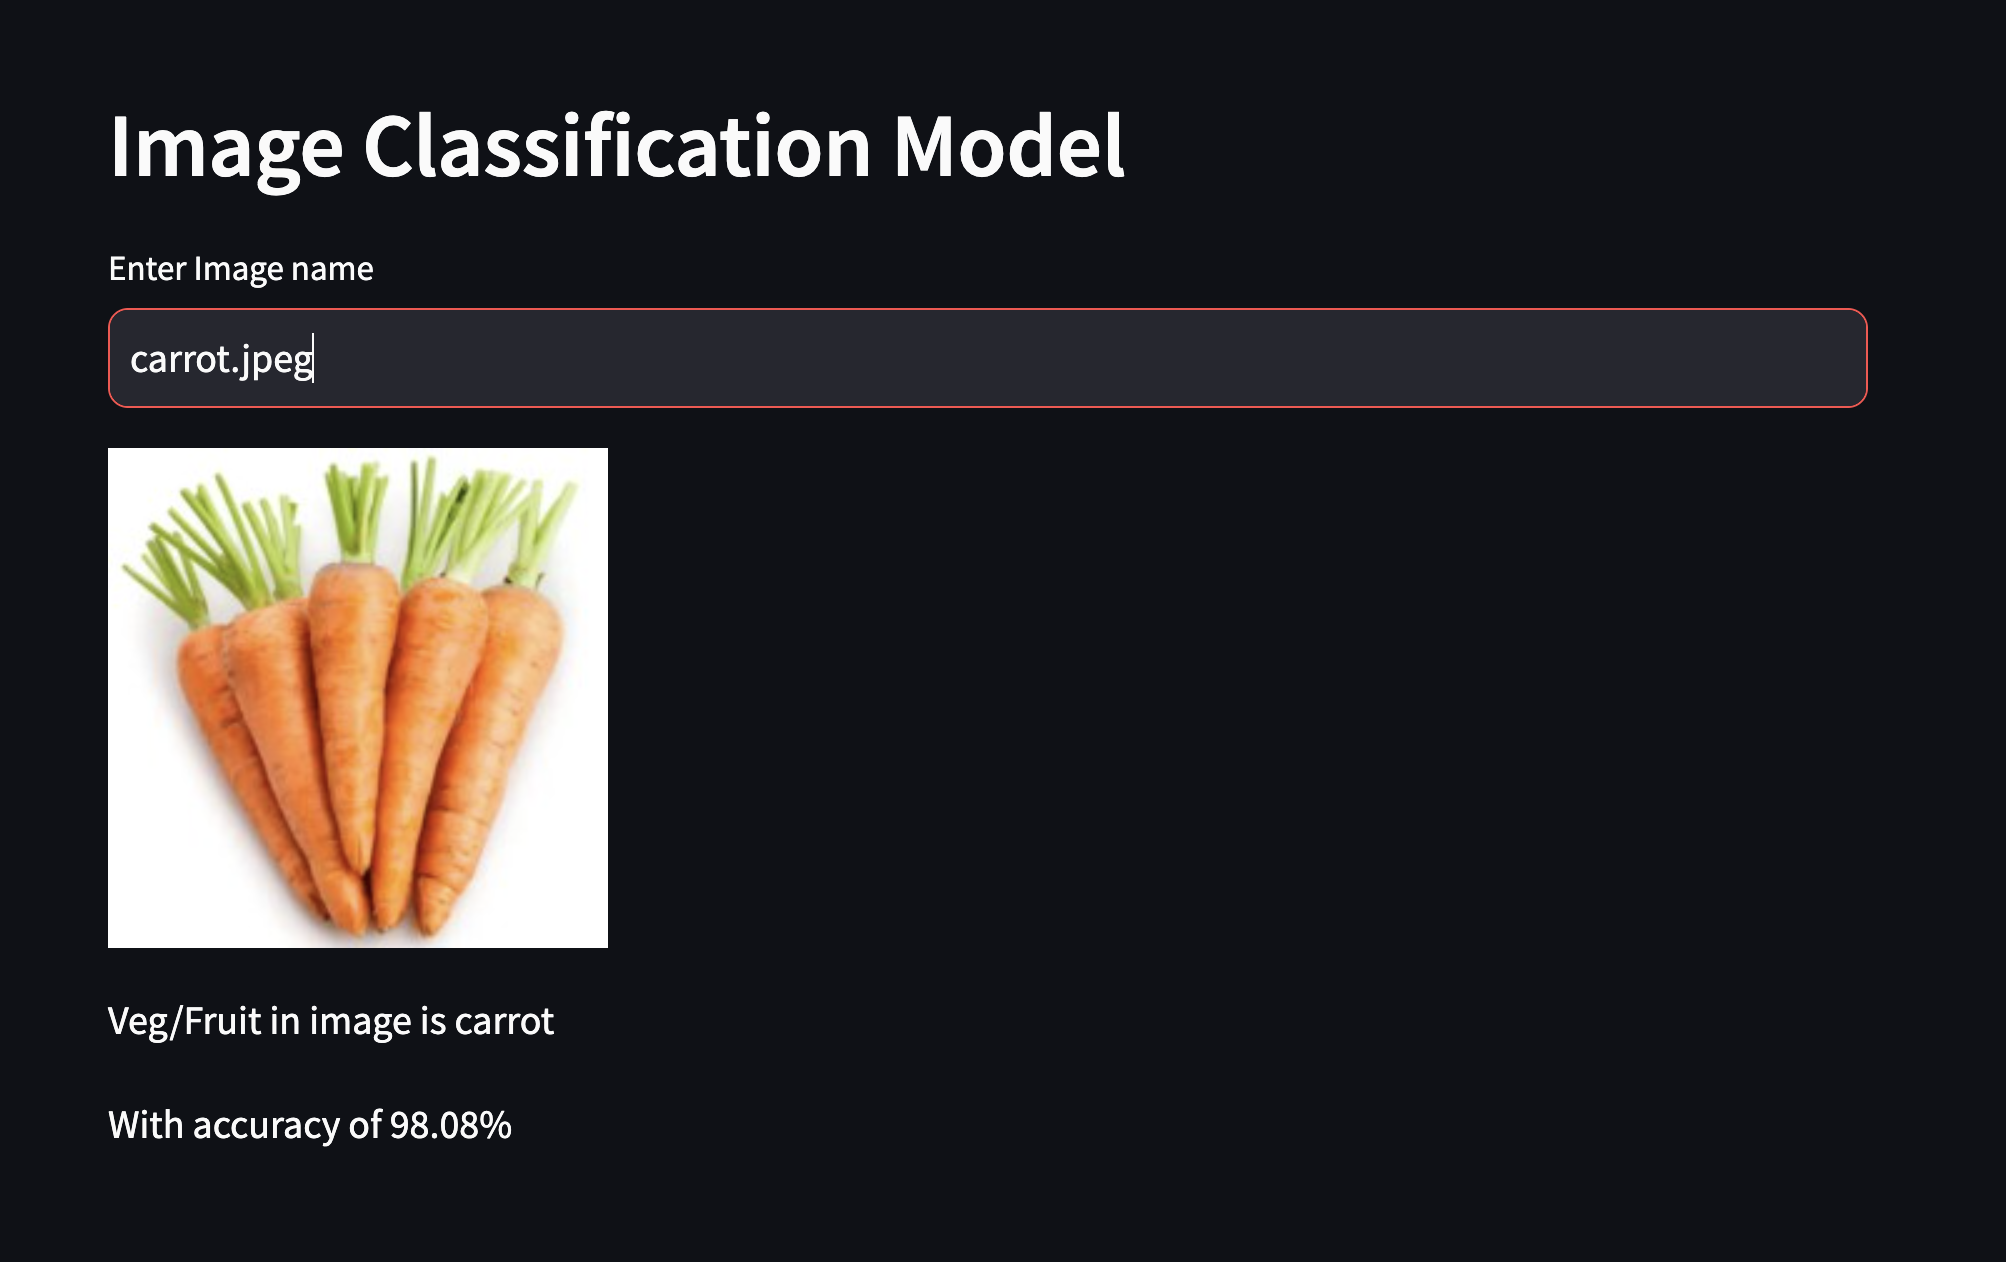 Image Classification Model
Enter Image name
carrot.jpeg
Veg/Fruit in image is carrot
With accuracy of 98.08%